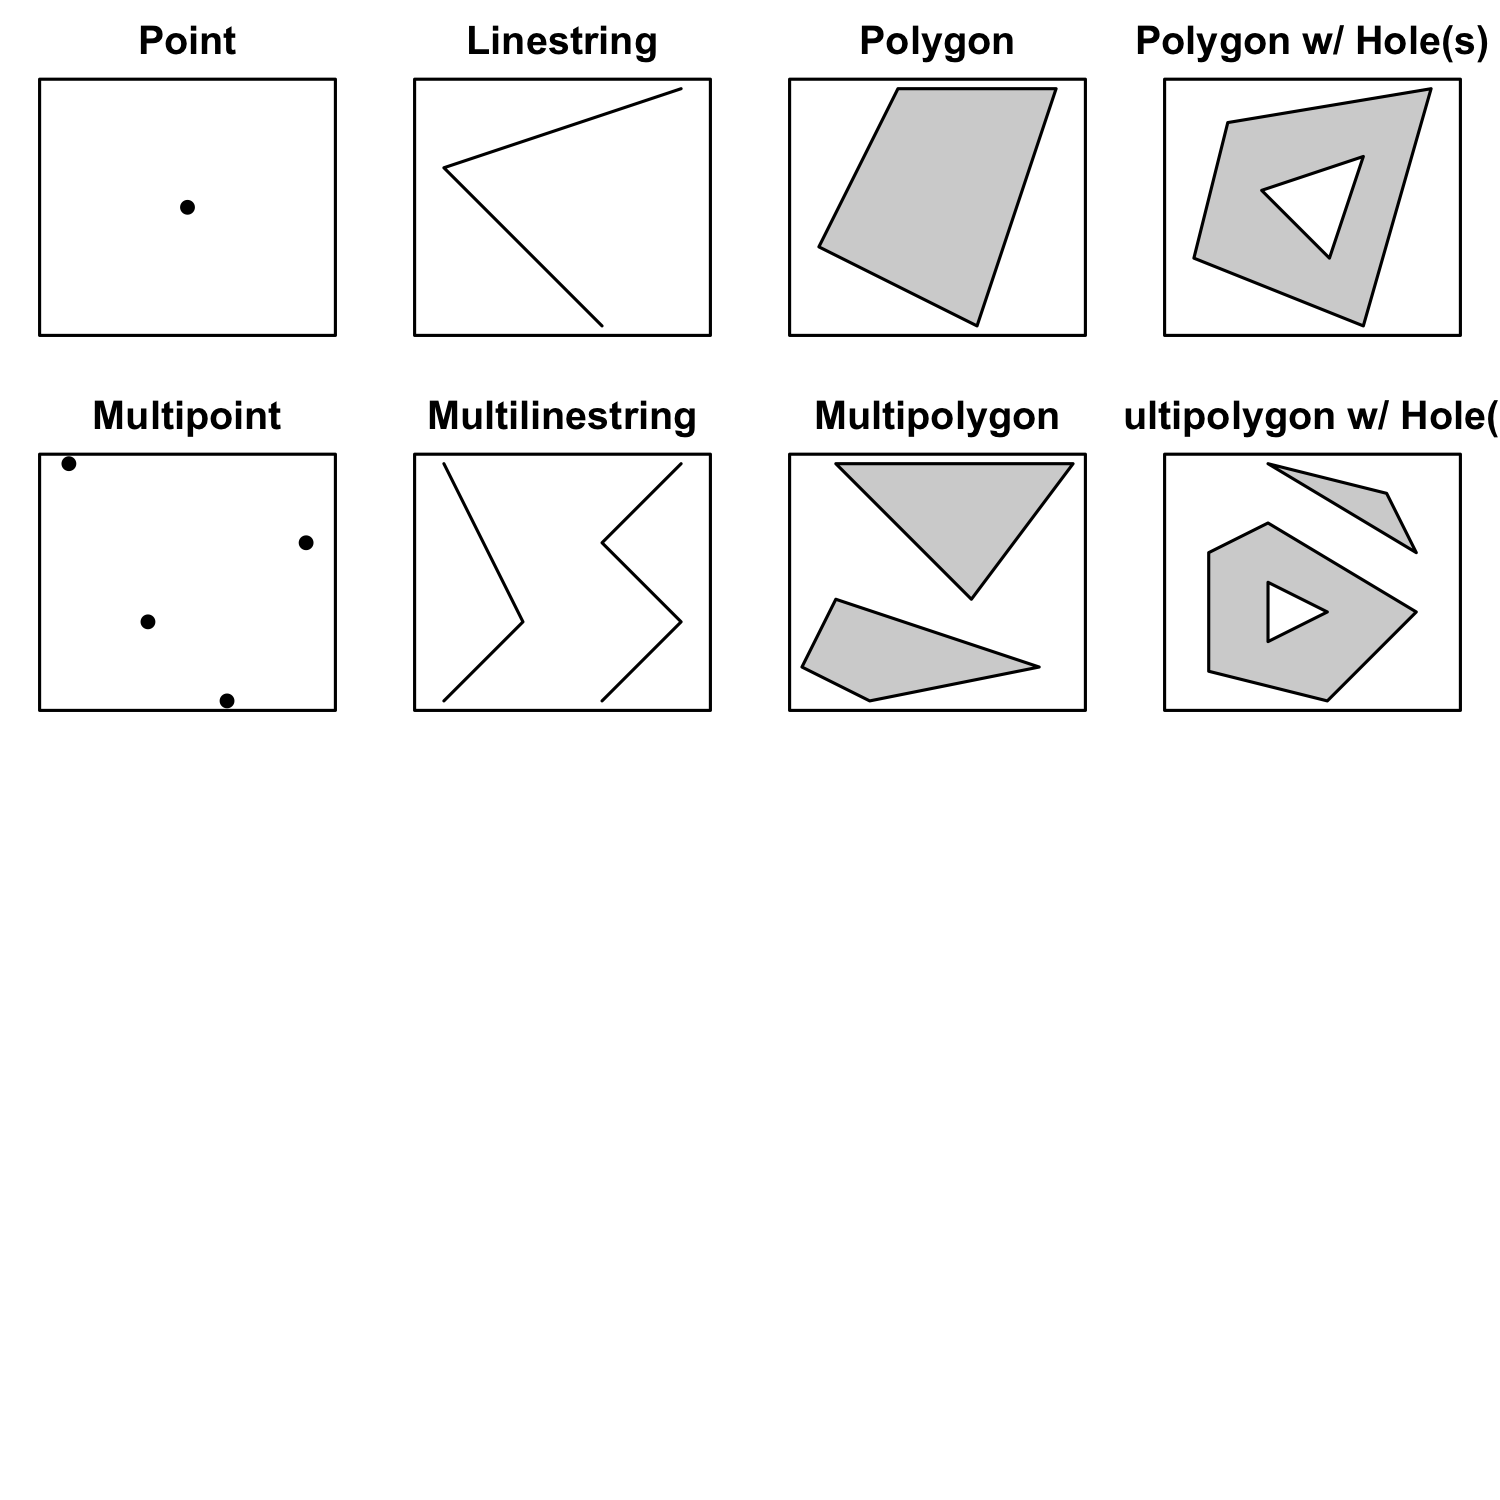 Point
Linestring
Polygon
Polygon w/ Hole(s)
Multipoint
Multilinestring
Multipolygon
ultipolygon w/ Hole(